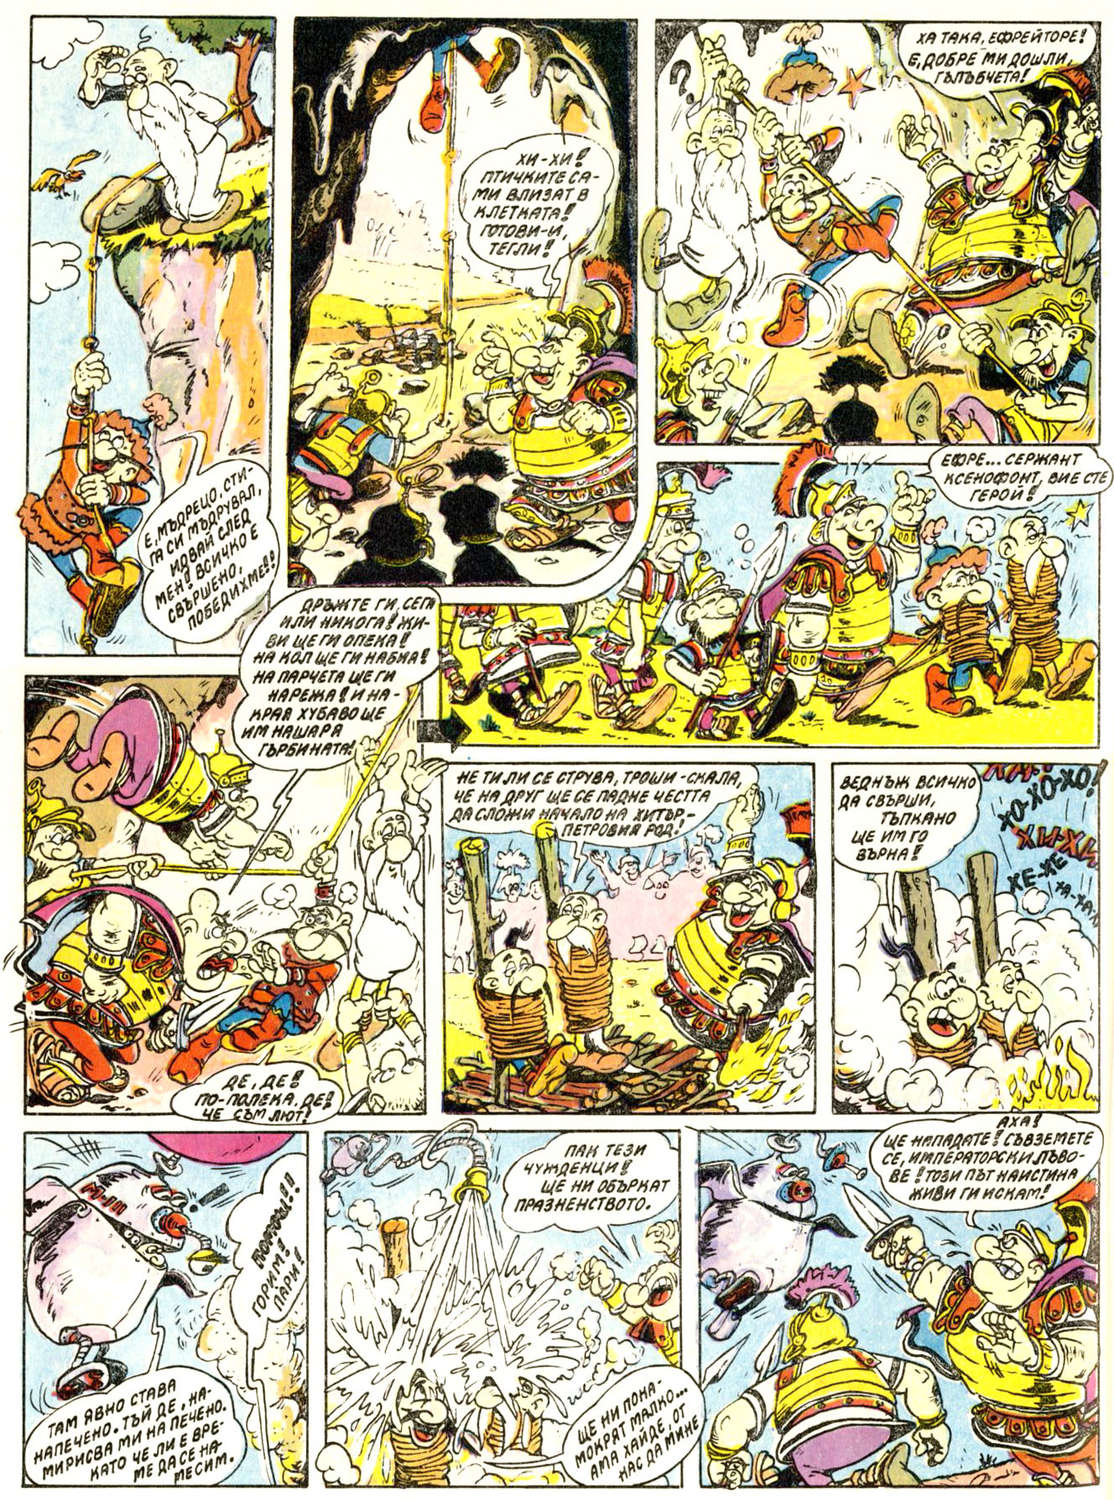 Е, МЪДРЕЦО, СТИ-
ГА СИ МЪДРУВАЛ,
ИДВАЙ СЛЕД
МЕН! ВСИЧКО Е
СВЪРШЕНО,
ПОБЕДИХМЕ!!
ХИ-ХИ!
ПТИЧКИТЕ СА-
МИ ВЛИЗАТ В
КЛЕТКАТА!
ГОТОВИ-И,
ТЕГЛИ!
?
ХА ТАКА, ЕФРЕЙТОРЕ!
Е, ДОБРЕ МИ ДОШЛИ,
ГЪЛЪБЧЕТА!
ДРЪЖТЕ ГИ, СЕГА
ИЛИ НИКОГА! ЖИ-
ВИ ЩЕ ГИ ОПЕКА!
НА КОЛ ЩЕ ГИ НАБИЯ!
НА ПАРЧЕТА ЩЕ ГИ
НАРЕЖА! И НА-
КРАЯ ХУБАВО ЩЕ
ИМ НАШАРЯ
ГЪРБИНАТА!
ДЕ, ДЕ!
ПО-ПОЛЕКА, ДЕ!
ЧЕ СЪМ ЛЮТ!
ЕФРЕ... СЕРЖАНТ
КСЕНОФОНТ, ВИЕ СТЕ
ГЕРОЙ!
НЕ ТИ ЛИ СЕ СТРУВА, ТРОШИ-СКАЛА,
ЧЕ НА ДРУГ ЩЕ СЕ ПАДНЕ ЧЕСТТА
ДА СЛОЖИ НАЧАЛО НА ХИТЪР-
ПЕТРОВИЯ РОД!
ВЕДНЪЖ ВСИЧКО
ДА СВЪРШИ,
ТЪПКАНО
ЩЕ ИМ ГО
ВЪРНА!
ХО-ХО-ХО!
ХИ-ХИ
ХЕ-ХЕ
ХА-ХА
!
ПОМОЩ!!
ГОРИМ!
ПАРИ!
ТАМ ЯВНО СТАВА
НАПЕЧЕНО. ТЪЙ ДЕ, НА-
МИРИСВА МИ НА ПЕЧЕНО.
КАТО ЧЕ ЛИ Е ВРЕ-
МЕ ДА СЕ НА-
МЕСИМ.
ПАК ТЕЗИ
ЧУЖДЕНЦИ!
ЩЕ НИ ОБЪРКАТ
ПРАЗНЕНСТВОТО.
ЩЕ НИ ПОНА-
МОКРЯТ МАЛКО...
АМА ХАЙДЕ, ОТ
НАС ДА МИНЕ
АХА!
ЩЕ НАПАДАТЕ! СЪВЗЕМЕТЕ
СЕ, ИМПЕРАТОРСКИ ЛЪВО-
ВЕ! ТОЗИ ПЪТ НАИСТИНА
ЖИВИ ГИ ИСКАМ!